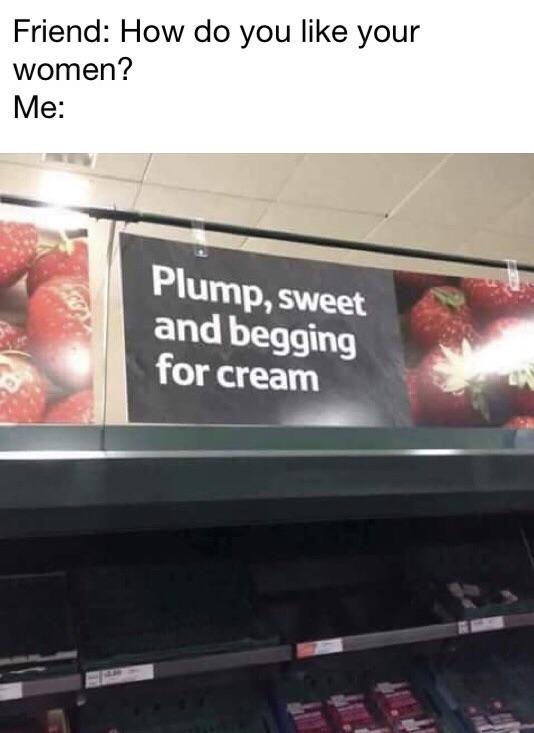 Friend: How do you like your
women?
Me:
Plump, sweet
and begging
for cream